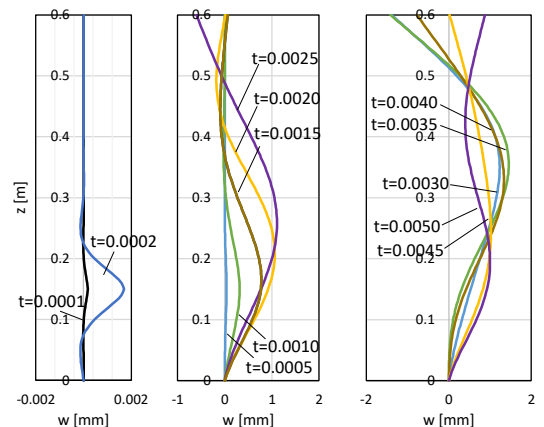 0.6
0.5
0.4
0.3
0.2
0.1
0
z [m]
t=0.0002
t=0.0001
-0.002
0.002
w [mm]
0.6
0.5
0.4
0.3
0.2
0.1
0
t=0.0025
t=0.0020
t=0.0015
t=0.0010
t=0.0005
-1
0
1
2
w [mm]
0.6
0.5
0.4
0.3
0.2
0.1
0
t=0.0040
t=0.0035
t=0.0030
t=0.0050
t=0.0045
-2
0
2
w [mm]